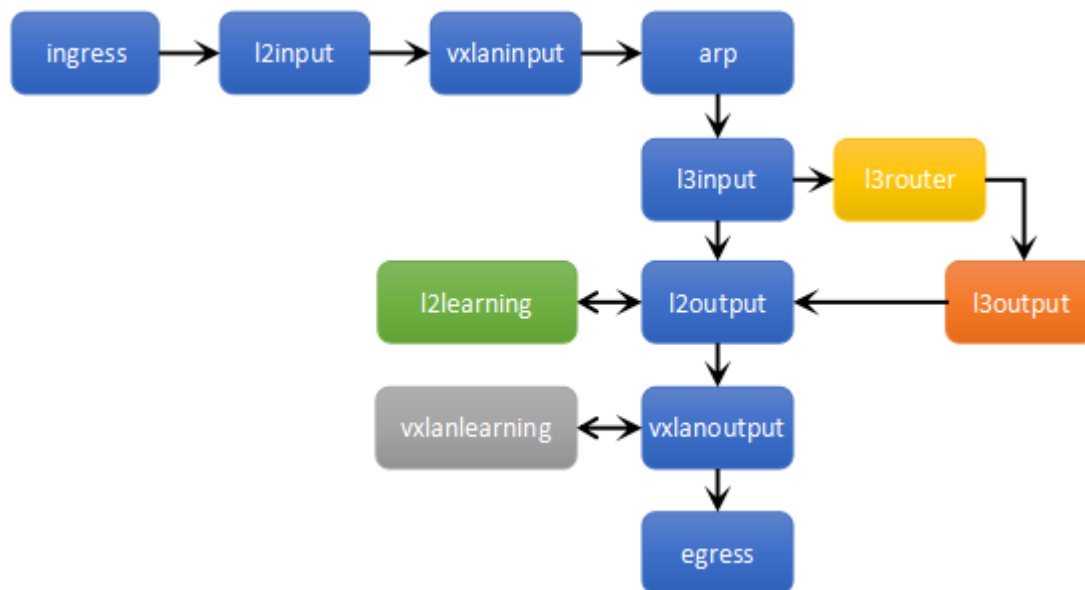 ingress
l2input
vxlaninput
arp
l3input
l3router
l2learning
l2output
l3output
vxlanlearning
vxlanoutput
egress